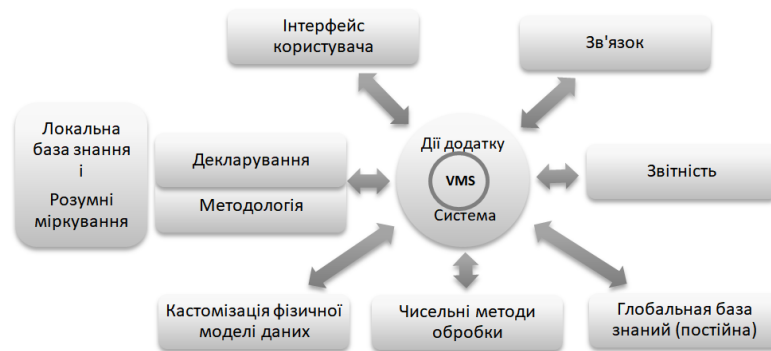 Інтерфейс
користувача
Зв'язок
Локальна
база знання
і
Розумні
міркування
Декларування
Методологія
Дії додатку
VMS
Система
Звітність
Кастомізація фізичної
моделі даних
Чисельні методи
обробки
Глобальная база
знаний (постійна)